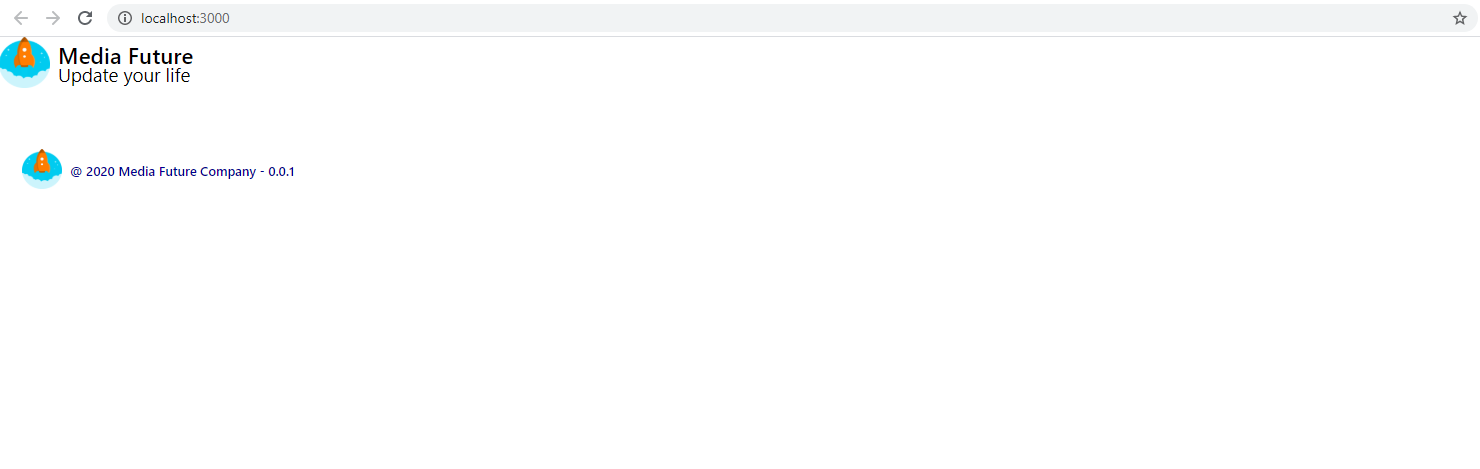 localhost:3000
Media Future
Update your life
@ 2020 Media Future Company - 0.0.1